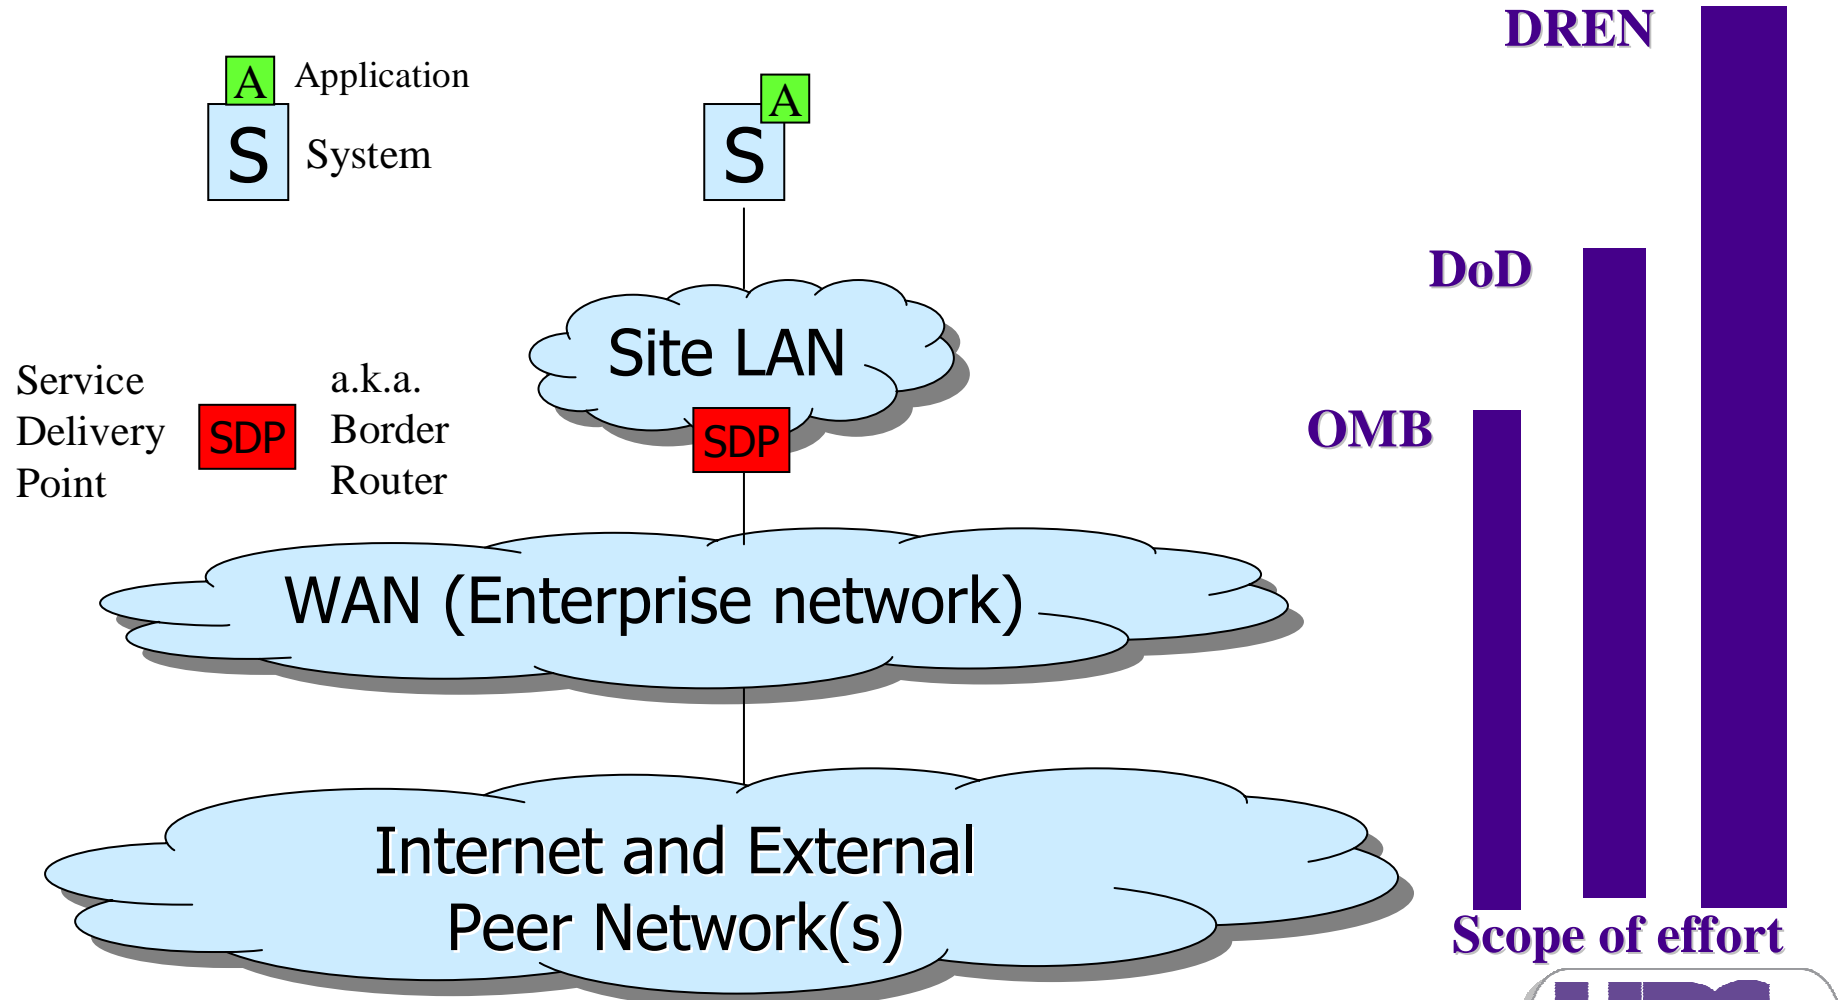 DREN
A
Application
S
System
A
S
DoD
Site LAN
Service
Delivery
Point
SDP
a.k.a.
Border
Router
SDP
OMB
WAN (Enterprise network)
Internet and External
Peer Network(s)
Scope of effort